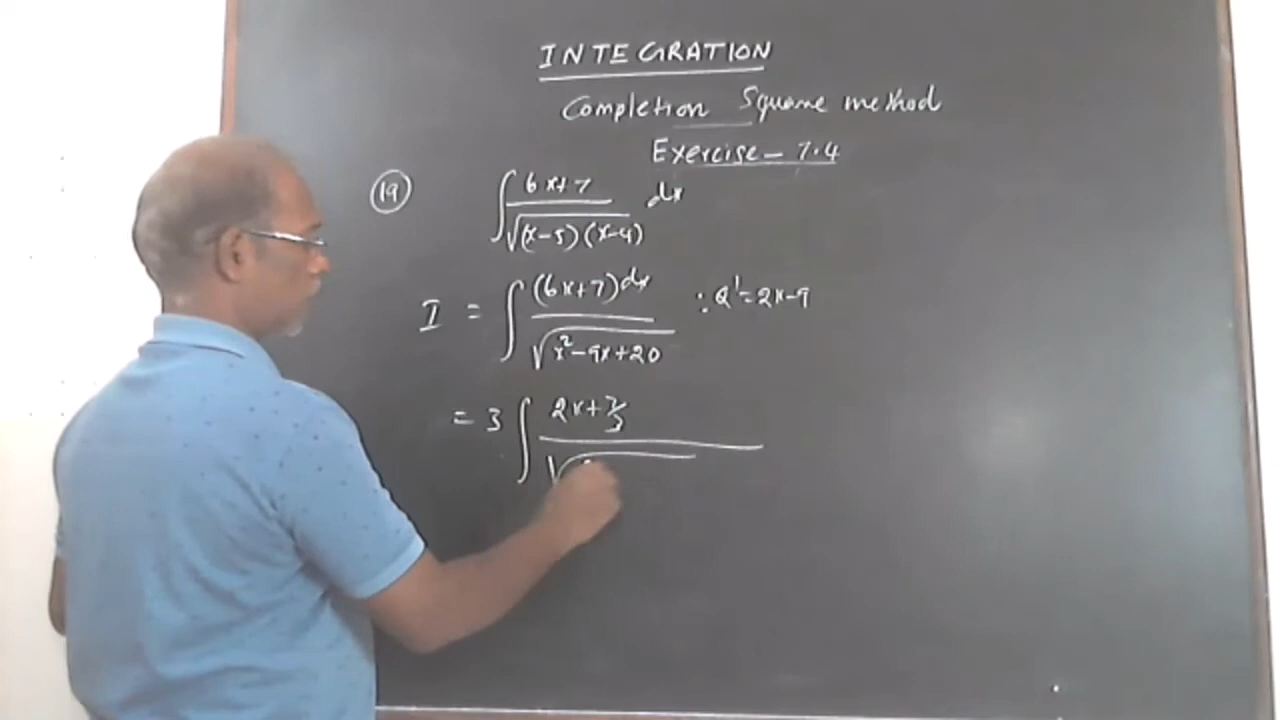 INTEGRATION
Completion Square method
Exercise - 7.4
19 ∫ 6x+7 / √(x-5)(x-4) dx
I = ∫ (6x+7)dx / √x²-9x+20 ∴ Q' = 2x-9
= 3 ∫ 2x+7/3 / √